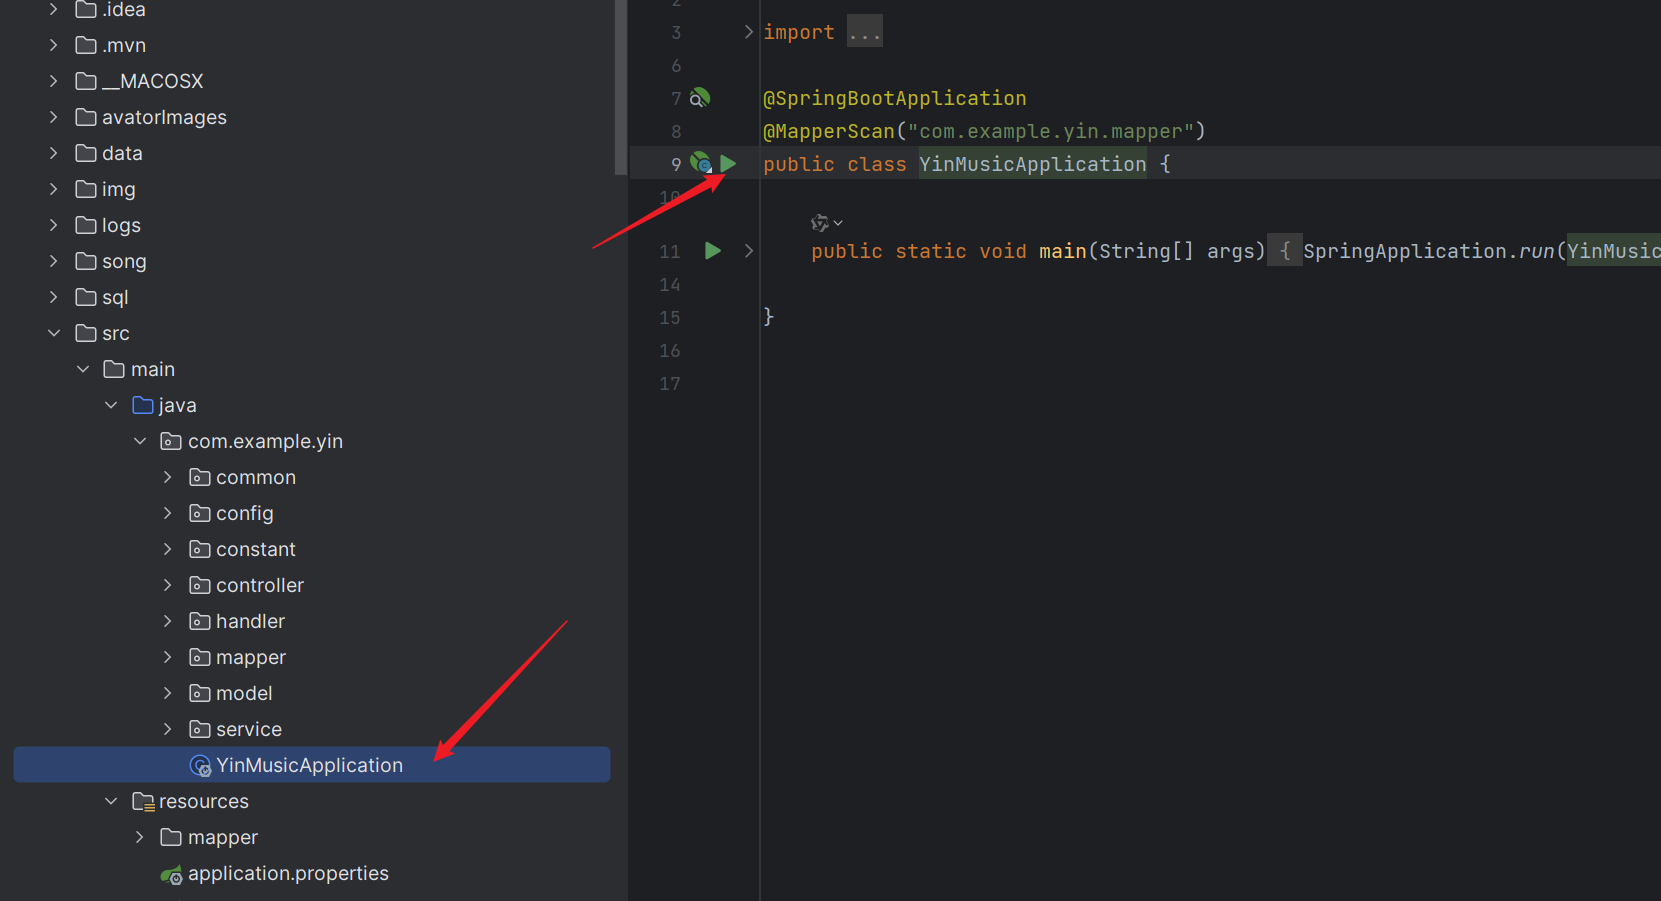 .idea
.mvn
__MACOSX
avatorImages
data
img
logs
song
sql
src
main
java
com.example.yin
common
config
constant
controller
handler
mapper
model
service
YinMusicApplication
resources
mapper
application.properties
2
3 import ...
6
7 @SpringBootApplication
8 @MapperScan("com.example.yin.mapper")
9 public class YinMusicApplication {
10
11 public static void main(String[] args) { SpringApplication.run(YinMusic
14
15 }
16
17